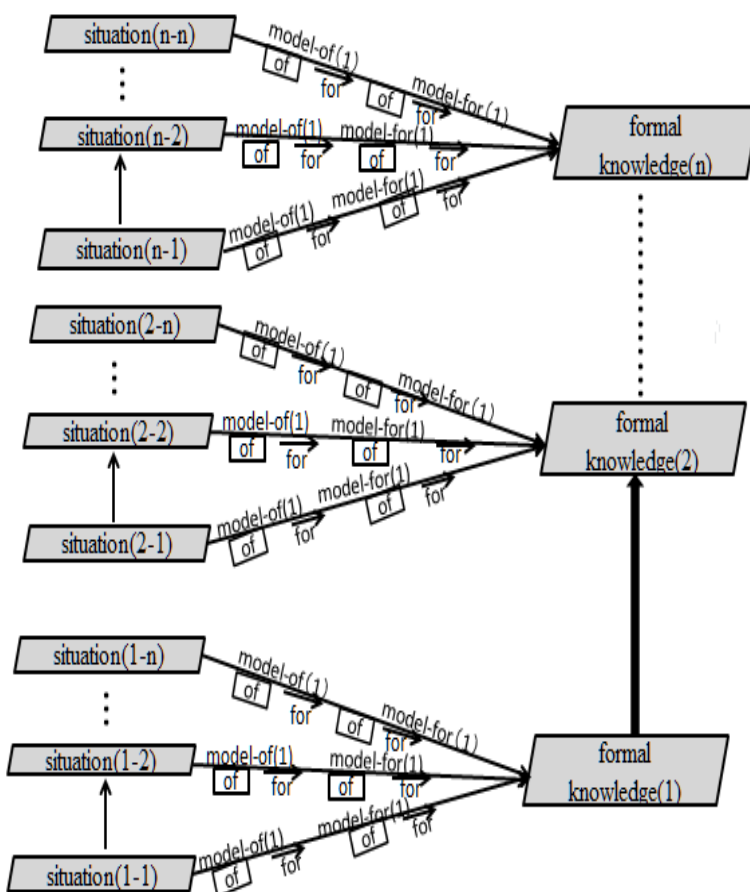 situation(n-n)
model-of(1)
of
for
of
model-for(1)
for
formal
knowledge(n)
situation(n-2)
model-of(1)
of
for
model-for(1)
of
for
situation(n-1)
model-of(1)
of
for
model-for(1)
of
for
situation(2-n)
model-of(1)
of
for
of
model-for(1)
for
formal
knowledge(2)
situation(2-2)
model-of(1)
of
for
model-for(1)
of
for
situation(2-1)
model-of(1)
of
for
model-for(1)
of
for
situation(1-n)
model-of(1)
of
for
of
model-for(1)
for
formal
knowledge(1)
situation(1-2)
model-of(1)
of
for
model-for(1)
of
for
situation(1-1)
model-of(1)
of
for
model-for(1)
of
for